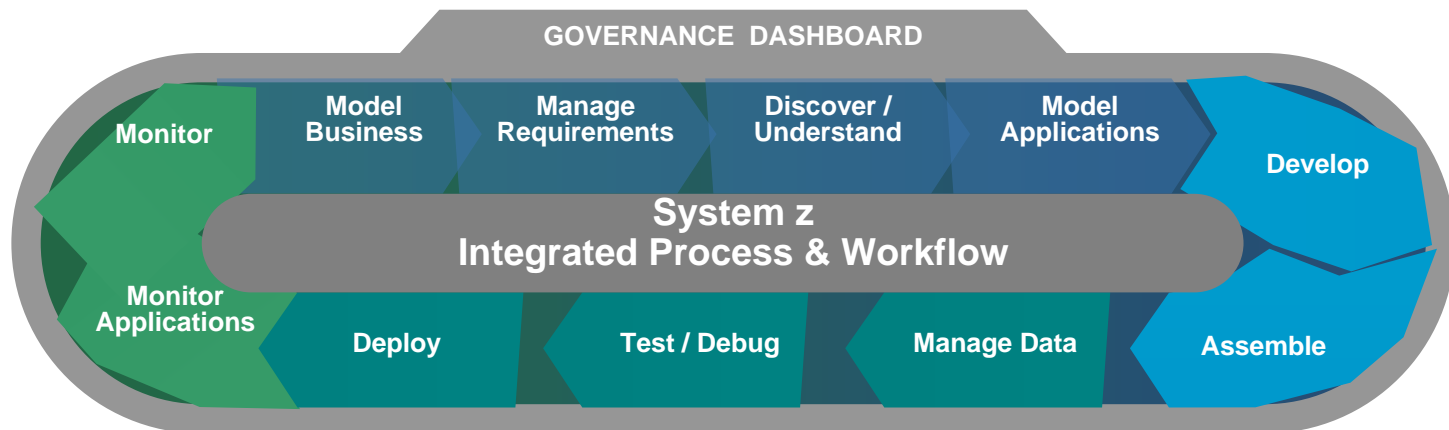 GOVERNANCE DASHBOARD
Model
Business
Manage
Requirements
Discover /
Understand
Model
Applications
Monitor
Develop
System z
Integrated Process & Workflow
Monitor
Applications
Deploy
Test / Debug
Manage Data
Assemble